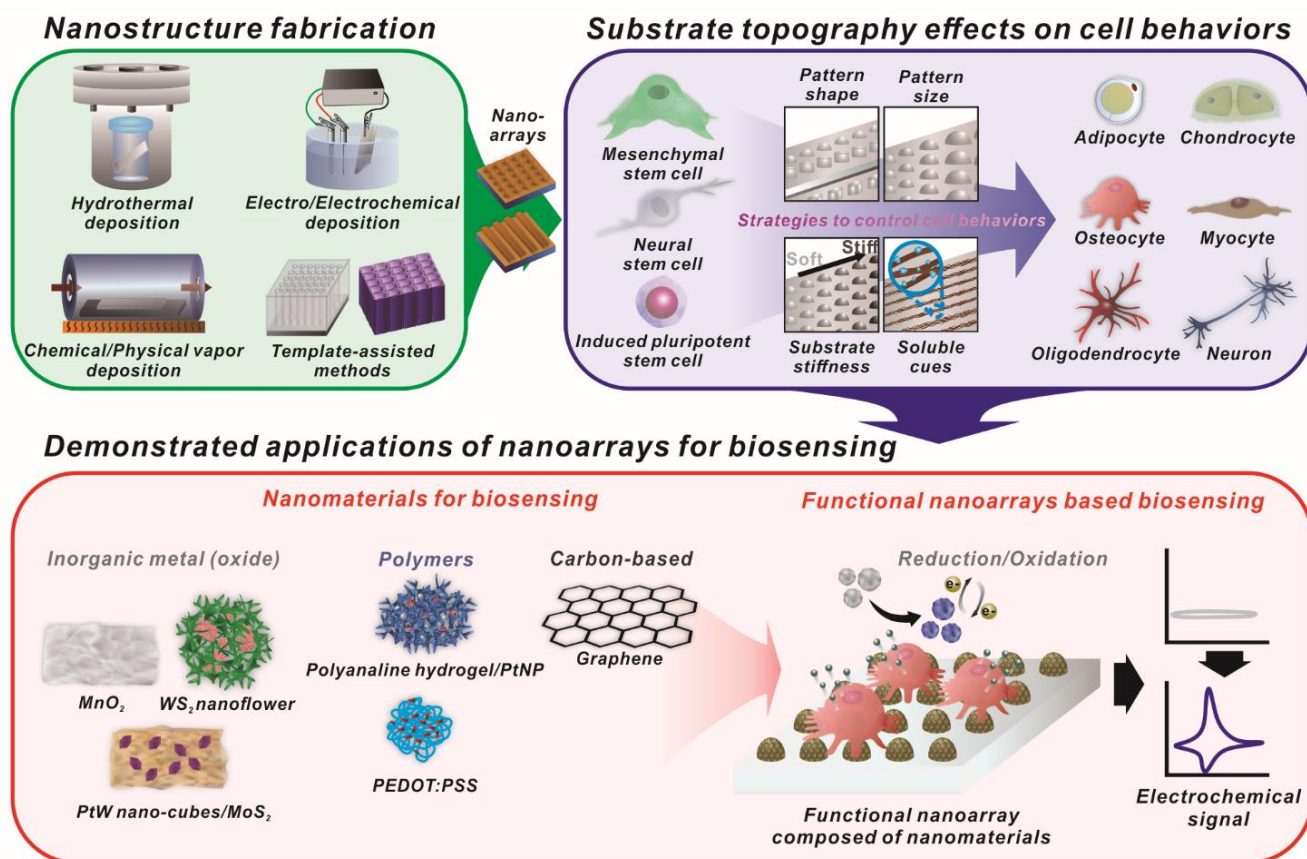 Nanostructure fabrication
Hydrothermal
deposition
Electro/Electrochemical
deposition
Chemical/Physical vapor
deposition
Template-assisted
methods
Nano-
arrays
Substrate topography effects on cell behaviors
Mesenchymal
stem cell
Neural
stem cell
Induced pluripotent
stem cell
Pattern
shape
Pattern
size
Strategies to control cell behaviors
Soft
Stiff
Substrate
stiffness
Soluble
cues
Adipocyte
Chondrocyte
Osteocyte
Myocyte
Oligodendrocyte
Neuron
Demonstrated applications of nanoarrays for biosensing
Nanomaterials for biosensing
Inorganic metal (oxide)
MnO₂
WS₂ nanoflower
PtW nano-cubes/MoS₂
Polymers
Polyanaline hydrogel/PtNP
PEDOT:PSS
Carbon-based
Graphene
Functional nanoarrays based biosensing
Reduction/Oxidation
e-
e-
Functional nanoarray
composed of nanomaterials
Electrochemical
signal